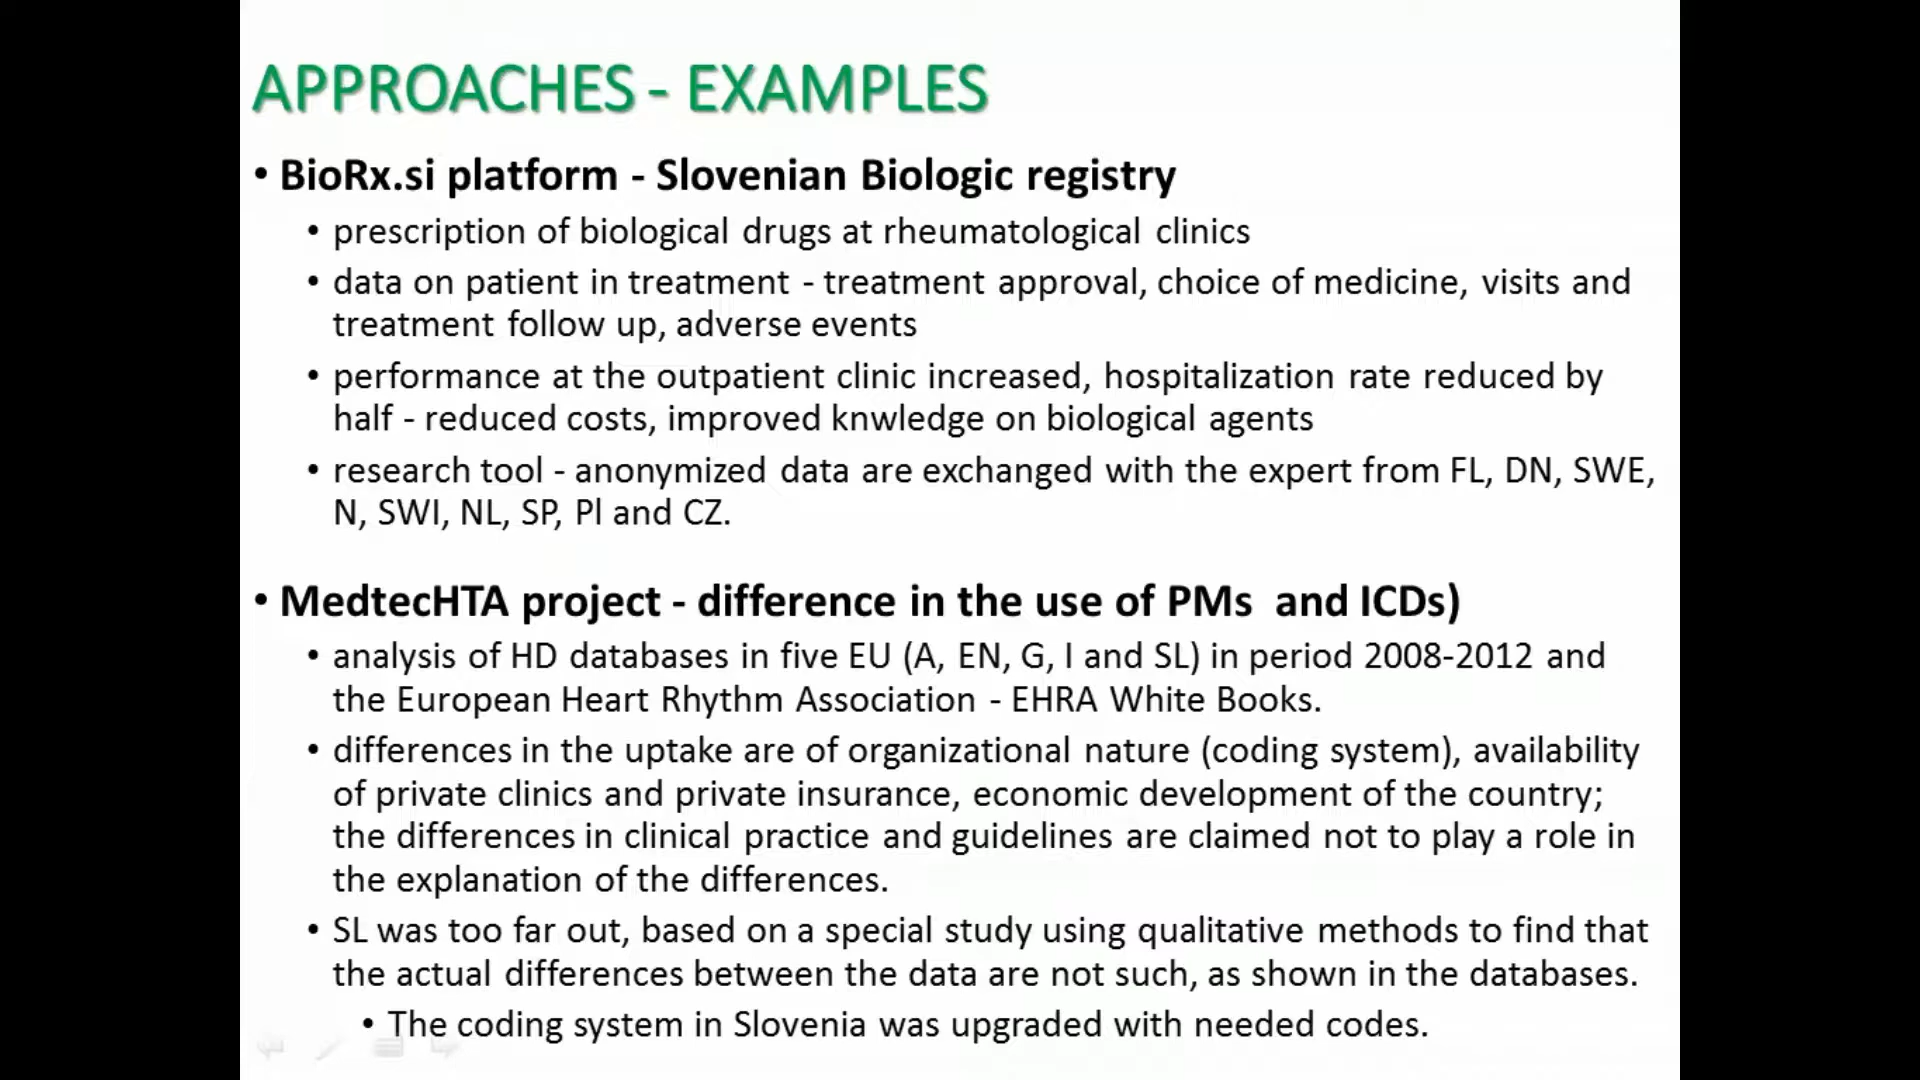 APPROACHES - EXAMPLES
• BioRx.si platform - Slovenian Biologic registry
• prescription of biological drugs at rheumatological clinics
• data on patient in treatment - treatment approval, choice of medicine, visits and
treatment follow up, adverse events
• performance at the outpatient clinic increased, hospitalization rate reduced by
half - reduced costs, improved knwledge on biological agents
• research tool - anonymized data are exchanged with the expert from FL, DN, SWE,
N, SWI, NL, SP, Pl and CZ.
• MedtecHTA project - difference in the use of PMs and ICDs)
• analysis of HD databases in five EU (A, EN, G, I and SL) in period 2008-2012 and
the European Heart Rhythm Association - EHRA White Books.
• differences in the uptake are of organizational nature (coding system), availability
of private clinics and private insurance, economic development of the country;
the differences in clinical practice and guidelines are claimed not to play a role in
the explanation of the differences.
• SL was too far out, based on a special study using qualitative methods to find that
the actual differences between the data are not such, as shown in the databases.
• The coding system in Slovenia was upgraded with needed codes.